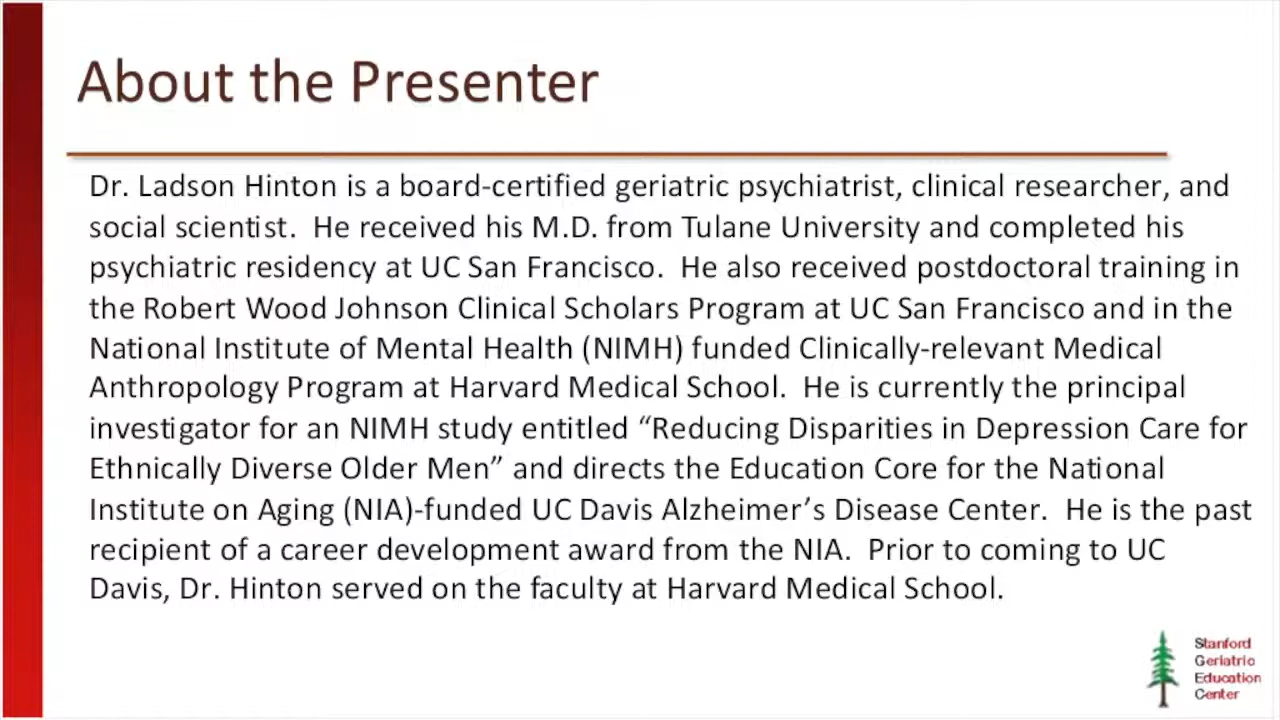 About the Presenter
Dr. Ladson Hinton is a board-certified geriatric psychiatrist, clinical researcher, and
social scientist.  He received his M.D. from Tulane University and completed his
psychiatric residency at UC San Francisco.  He also received postdoctoral training in
the Robert Wood Johnson Clinical Scholars Program at UC San Francisco and in the
National Institute of Mental Health (NIMH) funded Clinically-relevant Medical
Anthropology Program at Harvard Medical School.  He is currently the principal
investigator for an NIMH study entitled “Reducing Disparities in Depression Care for
Ethnically Diverse Older Men” and directs the Education Core for the National
Institute on Aging (NIA)-funded UC Davis Alzheimer’s Disease Center.  He is the past
recipient of a career development award from the NIA.  Prior to coming to UC
Davis, Dr. Hinton served on the faculty at Harvard Medical School.
Stanford
Geriatric
Education
Center